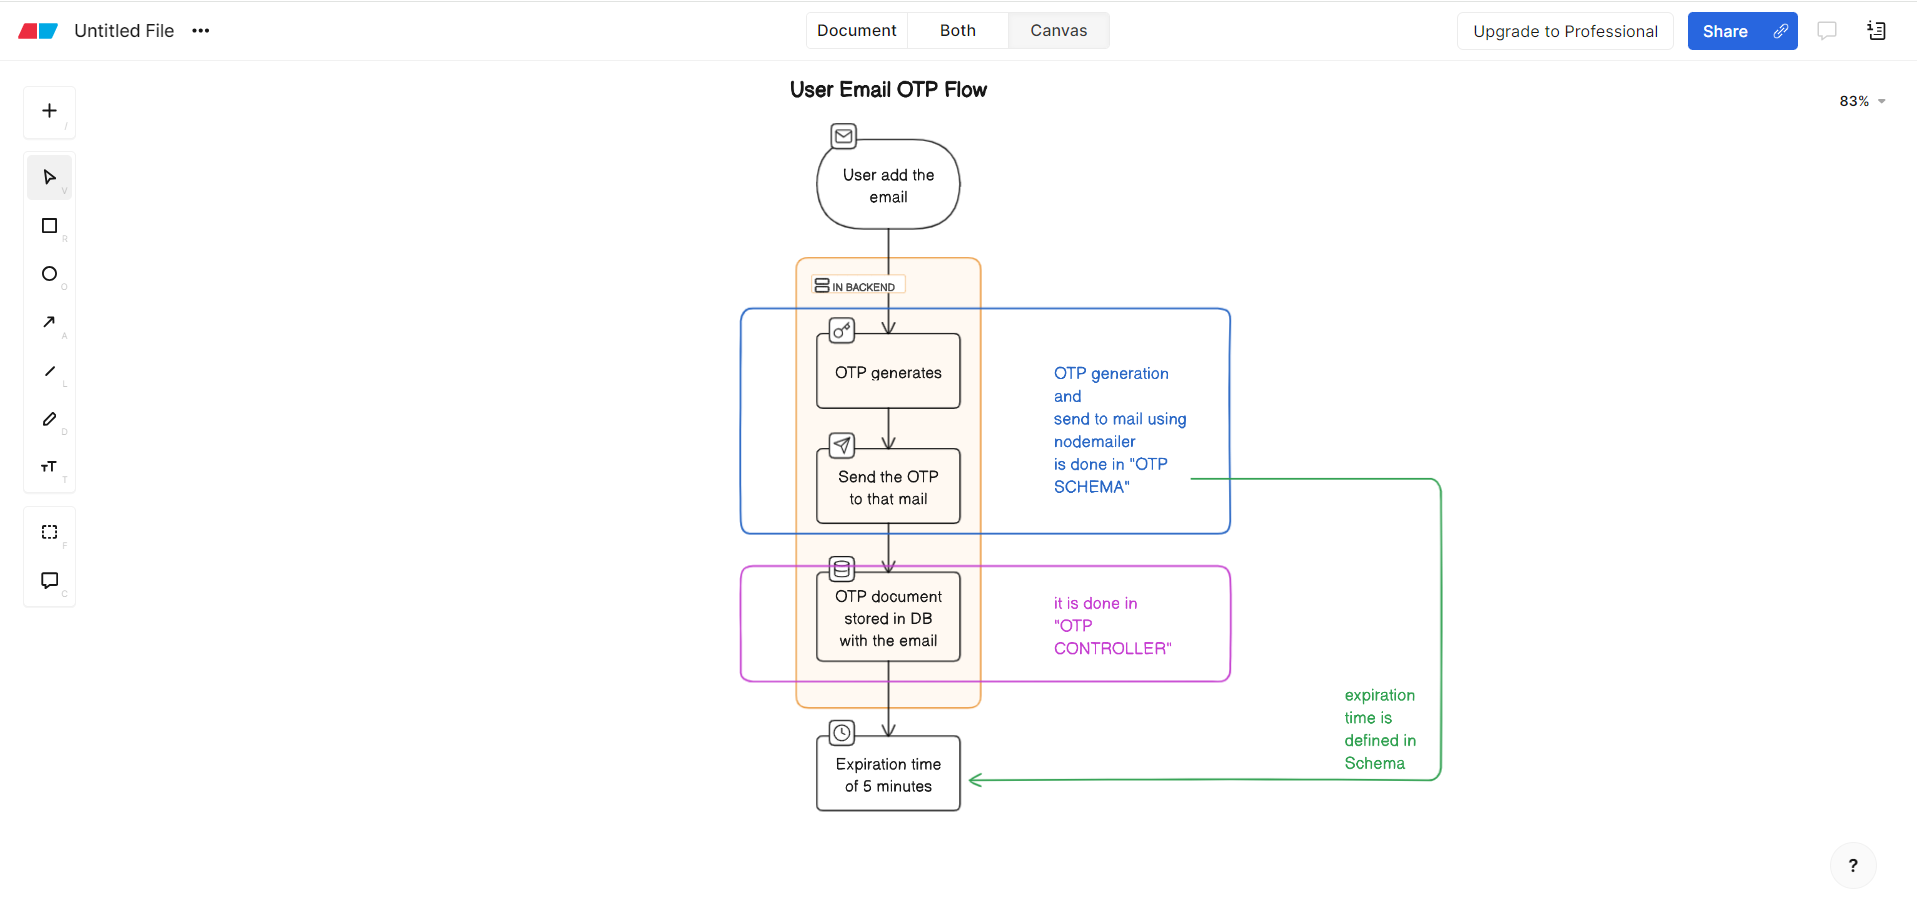 Untitled File
Document
Both
Canvas
Upgrade to Professional
Share
User Email OTP Flow
83%
/
User add the
email
V
R
IN BACKEND
O
A
OTP generates
L
OTP generation
and
send to mail using
nodemailer
is done in "OTP
SCHEMA"
D
T
Send the OTP
to that mail
F
C
OTP document
stored in DB
with the email
it is done in
"OTP
CONTROLLER"
expiration
time is
defined in
Schema
Expiration time
of 5 minutes
?